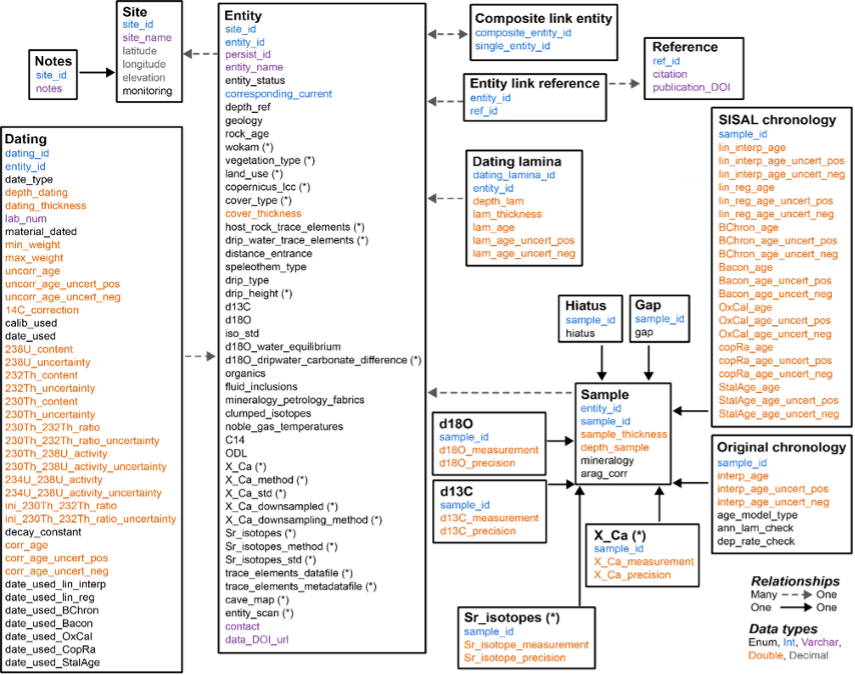 Notes
site_id
notes
Site
site_id
site_name
latitude
longitude
elevation
monitoring
Dating
dating_id
entity_id
date_type
depth_dating
dating_thickness
lab_num
material_dated
min_weight
max_weight
uncorr_age
uncorr_age_uncert_pos
uncorr_age_uncert_neg
14C_correction
calib_used
date_used
238U_content
238U_uncertainty
232Th_content
232Th_uncertainty
230Th_content
230Th_uncertainty
230Th_232Th_ratio
230Th_232Th_ratio_uncertainty
230Th_238U_activity
230Th_238U_activity_uncertainty
234U_238U_activity
234U_238U_activity_uncertainty
ini_230Th_232Th_ratio
ini_230Th_232Th_ratio_uncertainty
decay_constant
corr_age
corr_age_uncert_pos
corr_age_uncert_neg
date_used_lin_interp
date_used_lin_reg
date_used_BChron
date_used_Bacon
date_used_OxCal
date_used_CopRa
date_used_StalAge
Entity
site_id
entity_id
persist_id
entity_name
entity_status
corresponding_current
depth_ref
geology
rock_age
wokam (*)
vegetation_type (*)
land_use (*)
copernicus_lcc (*)
cover_type (*)
cover_thickness
host_rock_trace_elements (*)
drip_water_trace_elements (*)
distance_entrance
speleothem_type
drip_type
drip_height (*)
d13C
d18O
iso_std
d18O_water_equilibrium
d18O_dripwater_carbonate_difference (*)
organics
fluid_inclusions
mineralogy_petrology_fabrics
clumped_isotopes
noble_gas_temperatures
C14
ODL
X_Ca (*)
X_Ca_method (*)
X_Ca_std (*)
X_Ca_downsampled (*)
X_Ca_downsampling_method (*)
Sr_isotopes (*)
Sr_isotopes_method (*)
Sr_isotopes_std (*)
trace_elements_datafile (*)
trace_elements_metadatafile (*)
cave_map (*)
entity_scan (*)
contact
data_DOI_url
Composite link entity
composite_entity_id
single_entity_id
Entity link reference
entity_id
ref_id
Reference
ref_id
citation
publication_DOI
Dating lamina
dating_lamina_id
entity_id
depth_lam
lam_thickness
lam_age
lam_age_uncert_pos
lam_age_uncert_neg
SISAL chronology
sample_id
lin_interp_age
lin_interp_age_uncert_pos
lin_interp_age_uncert_neg
lin_reg_age
lin_reg_age_uncert_pos
lin_reg_age_uncert_neg
BChron_age
BChron_age_uncert_pos
BChron_age_uncert_neg
Bacon_age
Bacon_age_uncert_pos
Bacon_age_uncert_neg
OxCal_age
OxCal_age_uncert_pos
OxCal_age_uncert_neg
copRa_age
copRa_age_uncert_pos
copRa_age_uncert_neg
StalAge_age
StalAge_age_uncert_pos
StalAge_age_uncert_neg
Hiatus
sample_id
hiatus
Gap
sample_id
gap
Sample
entity_id
sample_id
sample_thickness
depth_sample
mineralogy
arag_corr
d18O
sample_id
d18O_measurement
d18O_precision
d13C
sample_id
d13C_measurement
d13C_precision
Original chronology
sample_id
interp_age
interp_age_uncert_pos
interp_age_uncert_neg
age_model_type
ann_lam_check
dep_rate_check
X_Ca (*)
sample_id
X_Ca_measurement
X_Ca_precision
Sr_isotopes (*)
sample_id
Sr_isotope_measurement
Sr_isotope_precision
Relationships
Many One
One One
Data types
Enum, Int, Varchar,
Double, Decimal